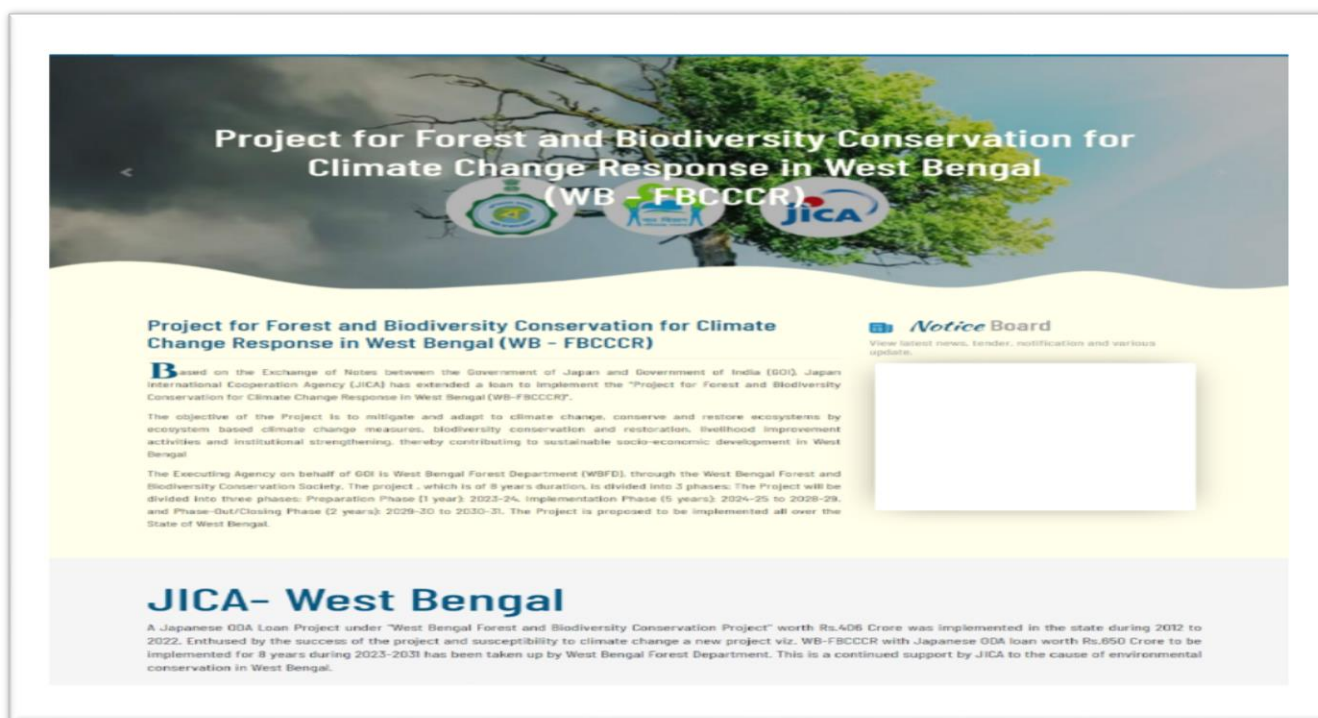 Project for Forest and Biodiversity Conservation for
Climate Change Response in West Bengal
(WB - FBCCCR)
JICA
Project for Forest and Biodiversity Conservation for Climate
Change Response in West Bengal (WB - FBCCCR)
Based on the Exchange of Notes between the Government of Japan and Government of India (GOI), Japan
International Cooperation Agency (JICA) has extended a loan to implement the "Project for Forest and Biodiversity
Conservation for Climate Change Response in West Bengal (WB-FBCCCR)".
The objective of the Project is to mitigate and adapt to climate change, conserve and restore ecosystems by
ecosystem based climate change measures, biodiversity conservation and restoration, livelihood improvement
activities and institutional strengthening, thereby contributing to sustainable socio-economic development in West
Bengal
The Executing Agency on behalf of GOI is West Bengal Forest Department (WBFD), through the West Bengal Forest and
Biodiversity Conservation Society. The project , which is of 8 years duration, is divided into 3 phases: The Project will be
divided into three phases: Preparation Phase (1 year): 2023-24, Implementation Phase (5 years): 2024-25 to 2028-29,
and Phase-Out/Closing Phase (2 years): 2029-30 to 2030-31. The Project is proposed to be implemented all over the
State of West Bengal.
Notice Board
View latest news, tender, notification and various
update.
JICA- West Bengal
A Japanese ODA Loan Project under "West Bengal Forest and Biodiversity Conservation Project" worth Rs.406 Crore was implemented in the state during 2012 to
2022. Enthused by the success of the project and susceptibility to climate change a new project viz. WB-FBCCCR with Japanese ODA loan worth Rs.650 Crore to be
implemented for 8 years during 2023-2031 has been taken up by West Bengal Forest Department. This is a continued support by JICA to the cause of environmental
conservation in West Bengal.